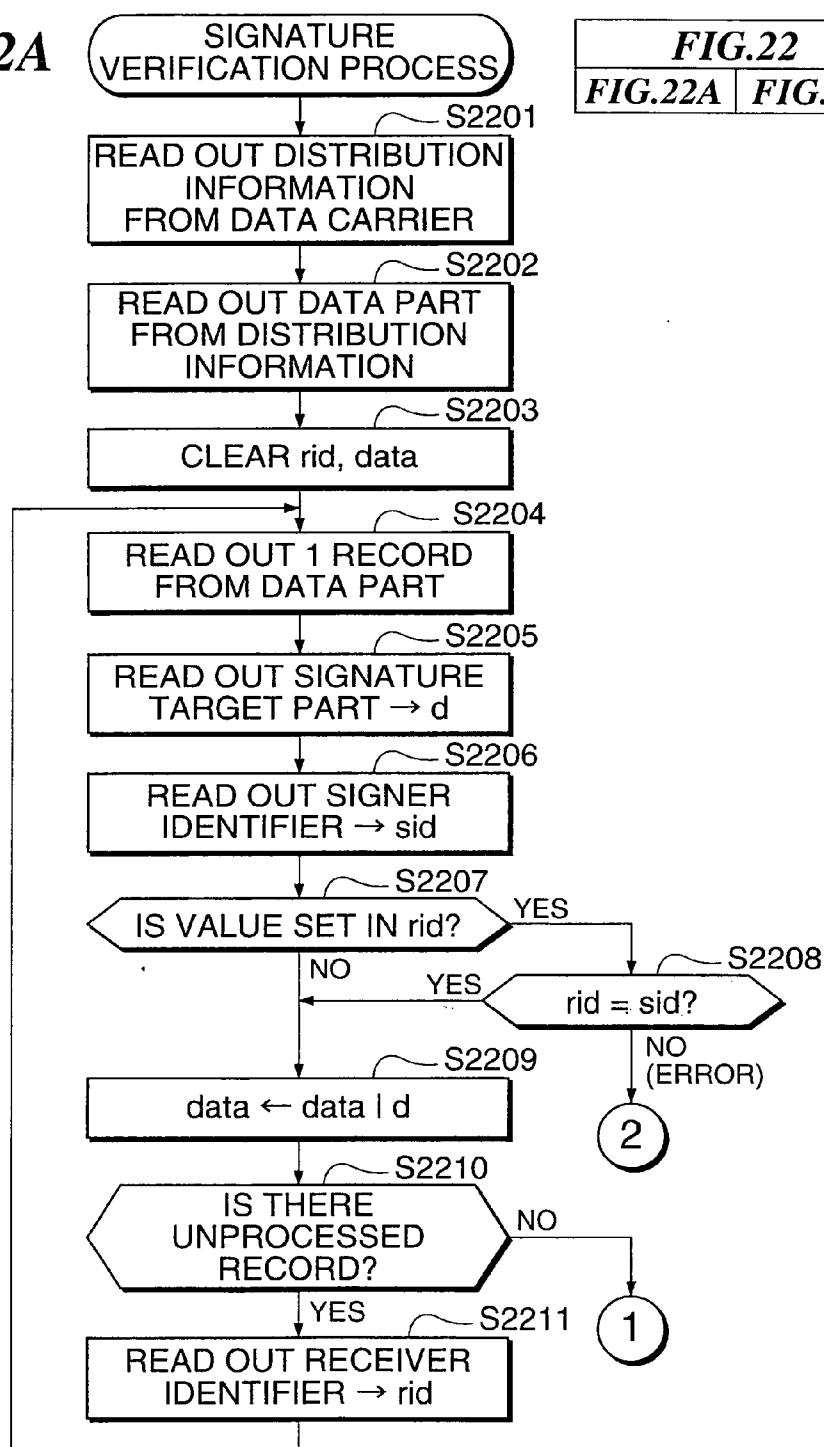 2A
SIGNATURE
VERIFICATION PROCESS
FIG.22
FIG.22A FIG.
S2201
READ OUT DISTRIBUTION
INFORMATION
FROM DATA CARRIER
S2202
READ OUT DATA PART
FROM DISTRIBUTION
INFORMATION
S2203
CLEAR rid, data
S2204
READ OUT 1 RECORD
FROM DATA PART
S2205
READ OUT SIGNATURE
TARGET PART → d
S2206
READ OUT SIGNER
IDENTIFIER → sid
S2207
IS VALUE SET IN rid?
YES
NO
S2208
YES
rid = sid?
NO
(ERROR)
2
S2209
data ← data | d
S2210
IS THERE
UNPROCESSED
RECORD?
NO
1
YES
S2211
READ OUT RECEIVER
IDENTIFIER → rid